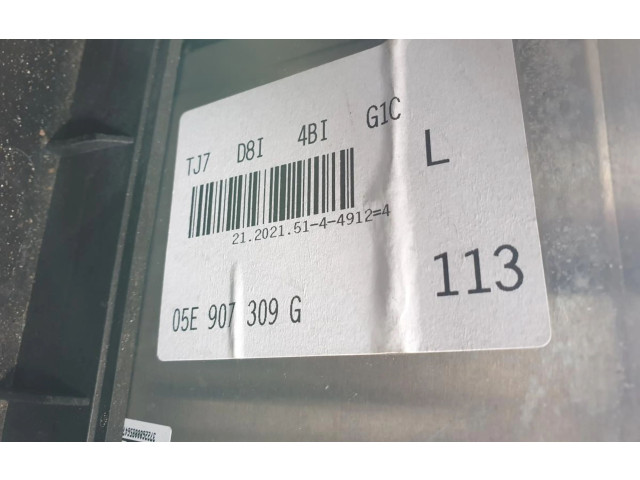 TJ7 D8I 4BI G1C
L
21.2021.51-4-4912=4
113
05E 907 309 G